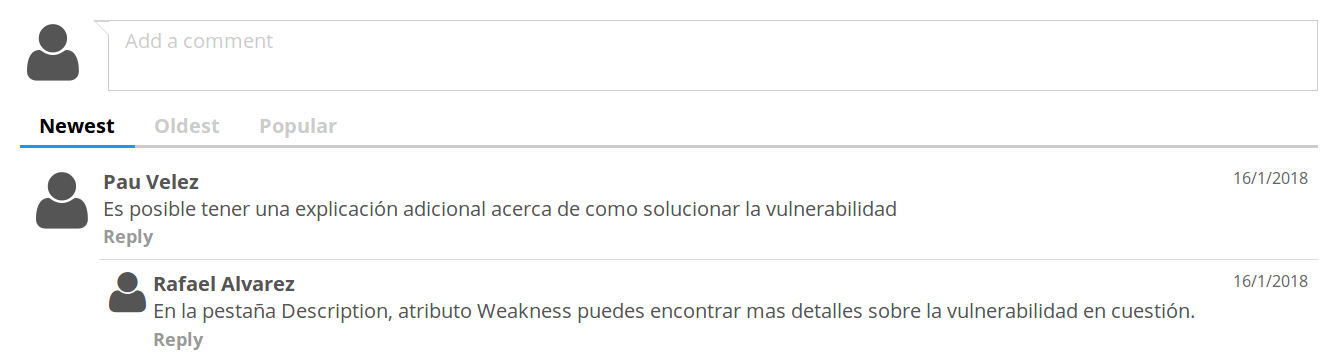 Add a comment
Newest Oldest Popular
Pau Velez 16/1/2018
Es posible tener una explicación adicional acerca de como solucionar la vulnerabilidad
Reply
Rafael Alvarez 16/1/2018
En la pestaña Description, atributo Weakness puedes encontrar mas detalles sobre la vulnerabilidad en cuestión.
Reply